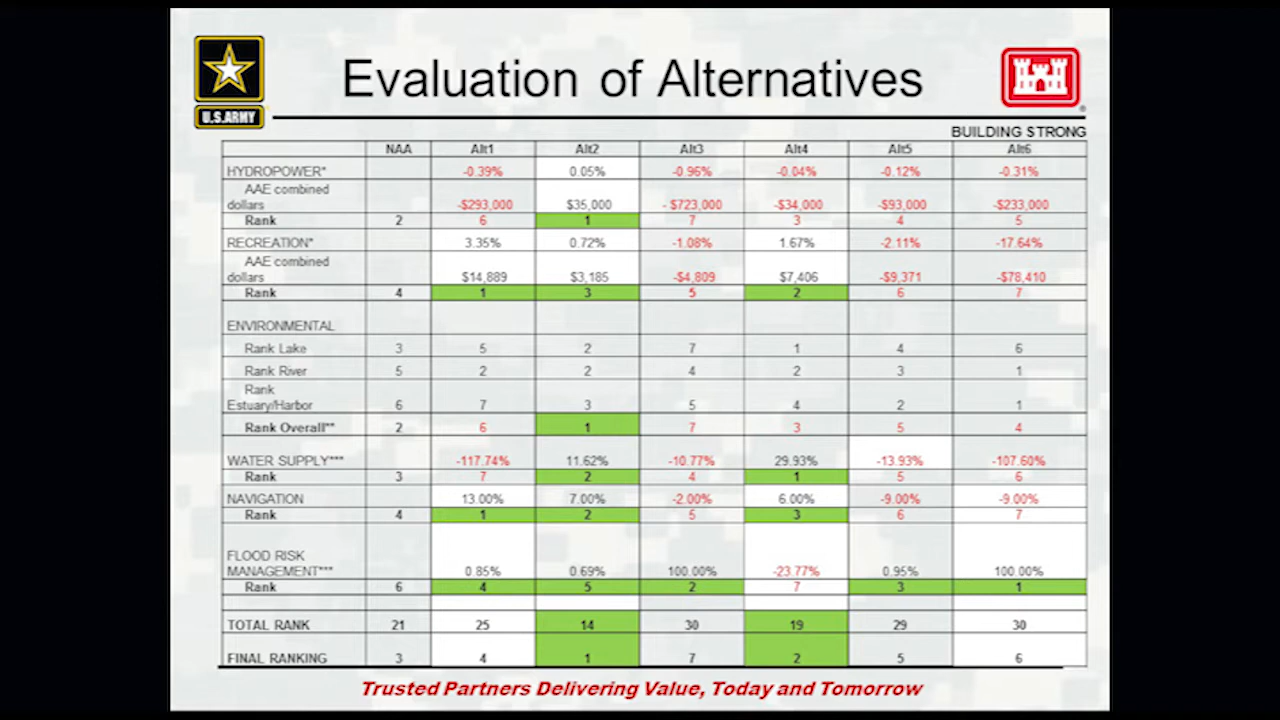 Evaluation of Alternatives
U.S.ARMY
®
BUILDING STRONG
NAA Alt1 Alt2 Alt3 Alt4 Alt5 Alt6
HYDROPOWER* -0.39% 0.05% -0.96% -0.04% -0.12% -0.31%
AAE combined
dollars -$293,000 $35,000 - $723,000 -$34,000 -$93,000 -$233,000
Rank 2 6 1 7 3 4 5
RECREATION* 3.35% 0.72% -1.08% 1.67% -2.11% -17.64%
AAE combined
dollars $14,889 $3,185 -$4,809 $7,406 -$9,371 -$78,410
Rank 4 1 3 5 2 6 7
ENVIRONMENTAL
Rank Lake 3 5 2 7 1 4 6
Rank River 5 2 2 4 2 3 1
Rank
Estuary/Harbor 6 7 3 5 4 2 1
Rank Overall** 2 6 1 7 3 5 4
WATER SUPPLY*** -117.74% 11.62% -10.77% 29.93% -13.93% -107.60%
Rank 3 7 2 4 1 5 6
NAVIGATION 13.00% 7.00% -2.00% 6.00% -9.00% -9.00%
Rank 4 1 2 5 3 6 7
FLOOD RISK
MANAGEMENT*** 0.85% 0.69% 100.00% -23.77% 0.95% 100.00%
Rank 6 4 5 2 7 3 1
TOTAL RANK 21 25 14 30 19 29 30
FINAL RANKING 3 4 1 7 2 5 6
Trusted Partners Delivering Value, Today and Tomorrow